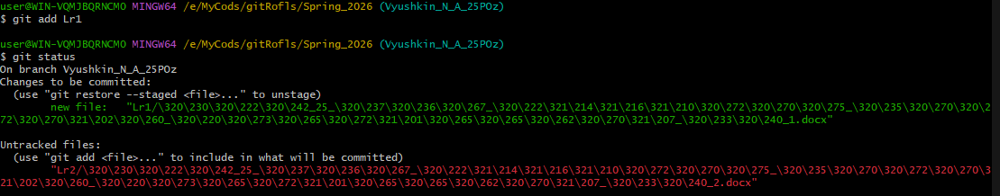 user@WIN-VQMJBQRNCMO MINGW64 /e/MyCods/gitRofls/Spring_2026 (Vyushkin_N_A_25POz)
$ git add Lr1
user@WIN-VQMJBQRNCMO MINGW64 /e/MyCods/gitRofls/Spring_2026 (Vyushkin_N_A_25POz)
$ git status
On branch Vyushkin_N_A_25POz
Changes to be committed:
(use "git restore --staged <file>..." to unstage)
new file: "Lr1/\320\230\320\222\320\242_25_\320\237\320\236\320\267_\320\222\321\214\321\216\321\210\320\272\320\270\320\275_\320\235\320\270\320\2
72\320\270\321\202\320\260_\320\220\320\273\320\265\320\272\321\201\320\265\320\265\320\262\320\270\321\207_\320\233\320\240_1.docx"
Untracked files:
(use "git add <file>..." to include in what will be committed)
"Lr2/\320\230\320\222\320\242_25_\320\237\320\236\320\267_\320\222\321\214\321\216\321\210\320\272\320\270\320\275_\320\235\320\270\320\272\320\270\3
21\202\320\260_\320\220\320\273\320\265\320\272\321\201\320\265\320\265\320\262\320\270\321\207_\320\233\320\240_2.docx"